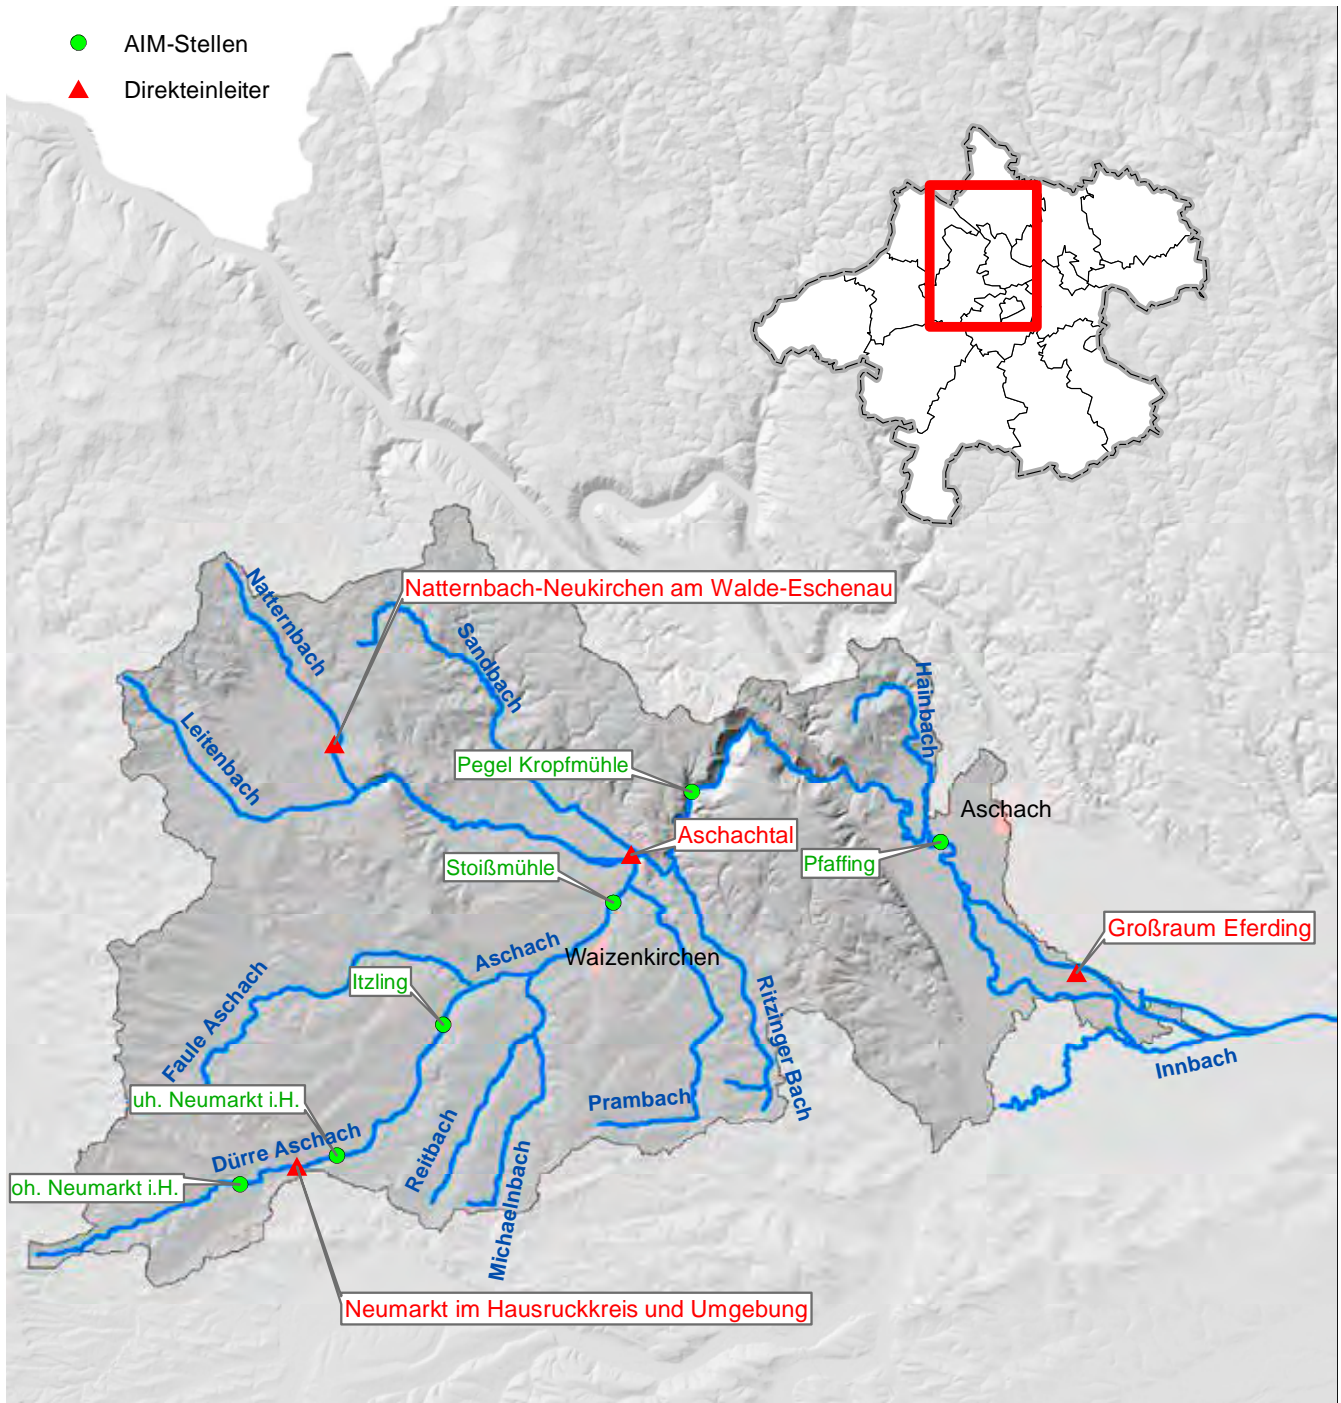 AIM-Stellen
Direkteinleiter
Natternbach-Neukirchen am Walde-Eschenau
Natternbach
Sandbach
Hainbach
Leitenbach
Pegel Kropfmühle
Aschach
Aschachtal
Pfaffing
Stoißmühle
Großraum Eferding
Aschach
Waizenkirchen
Itzling
Faule Aschach
Ritzinger Bach
Innbach
uh. Neumarkt i.H.
Prambach
Dürre Aschach
Reitbach
oh. Neumarkt i.H.
Michaelnbach
Neumarkt im Hausruckkreis und Umgebung